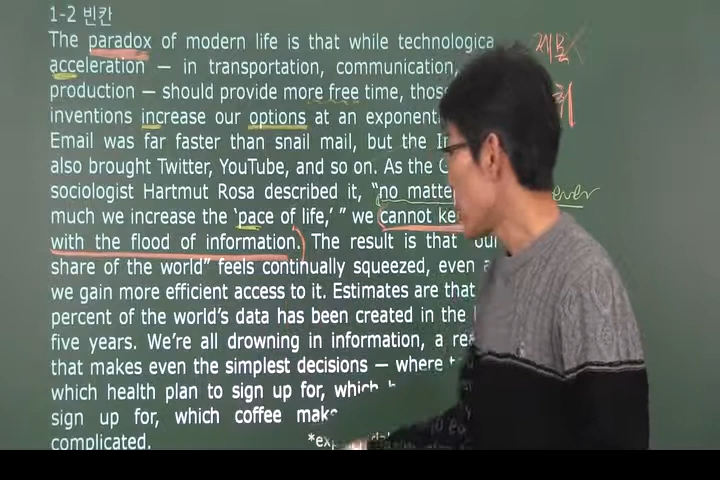 1-2 빈칸
The paradox of modern life is that while technologica
acceleration — in transportation, communication,
production — should provide more free time, thos
inventions increase our options at an exponent
Email was far faster than snail mail, but the I
also brought Twitter, YouTube, and so on. As the G
sociologist Hartmut Rosa described it, “no matte
ever
much we increase the ‘pace of life,’ ” we cannot ke
with the flood of information. The result is that “our
share of the world” feels continually squeezed, even a
we gain more efficient access to it. Estimates are that
percent of the world’s data has been created in the
five years. We’re all drowning in information, a rea
that makes even the simplest decisions — where t
which health plan to sign up for, which
sign up for, which coffee mak
complicated.
*exp